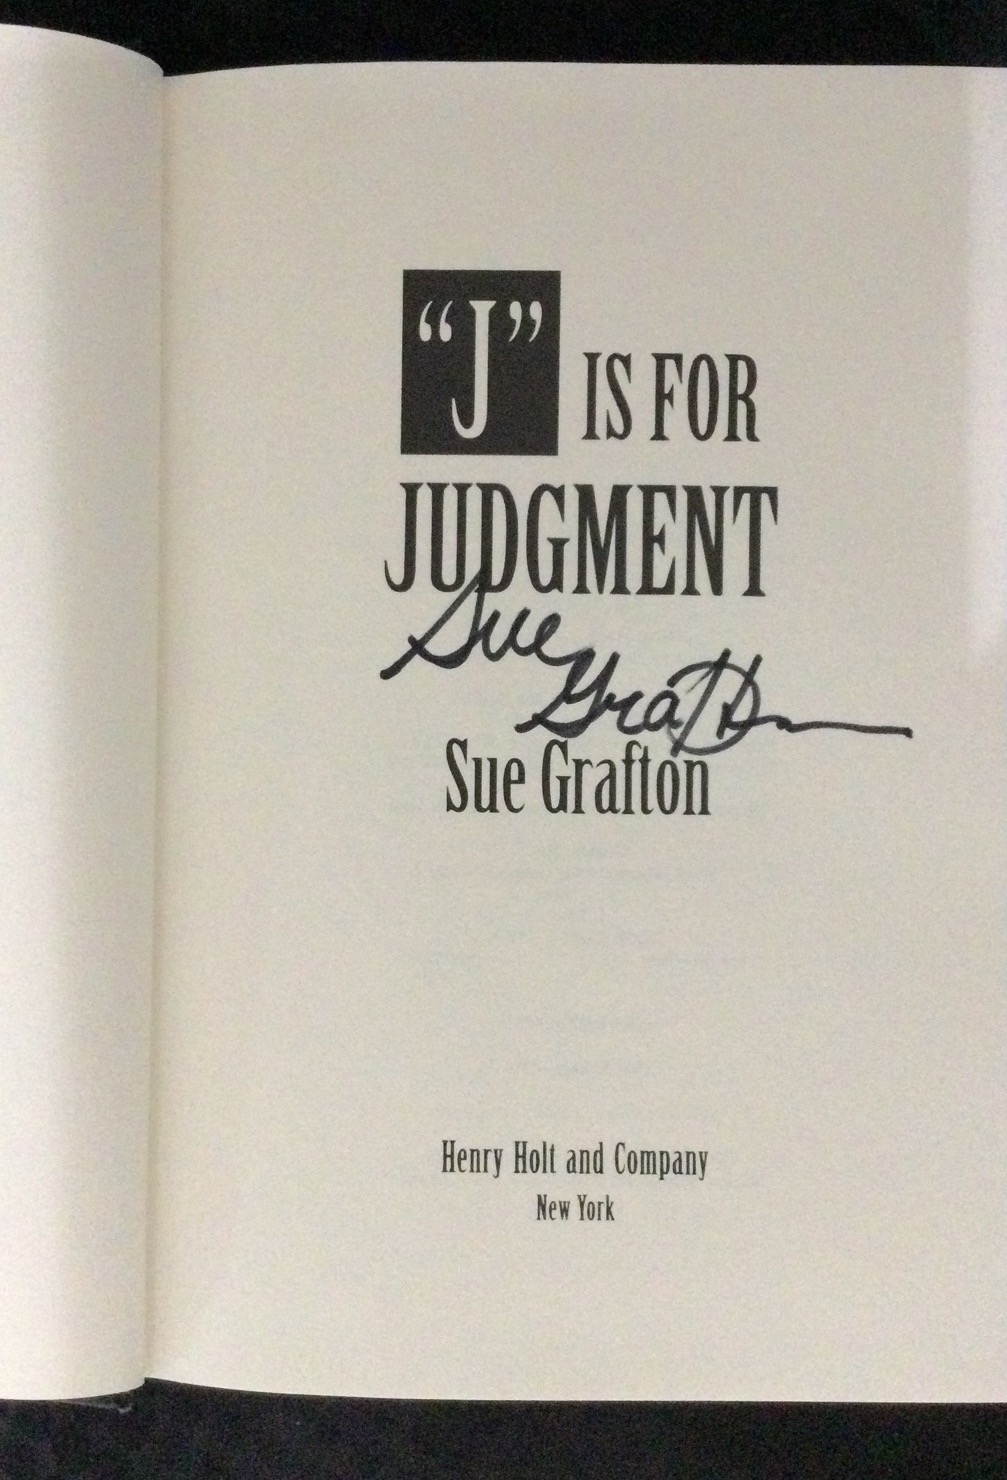 “J” IS FOR
JUDGMENT
Sue
Grafton
Sue Grafton
Henry Holt and Company
New York